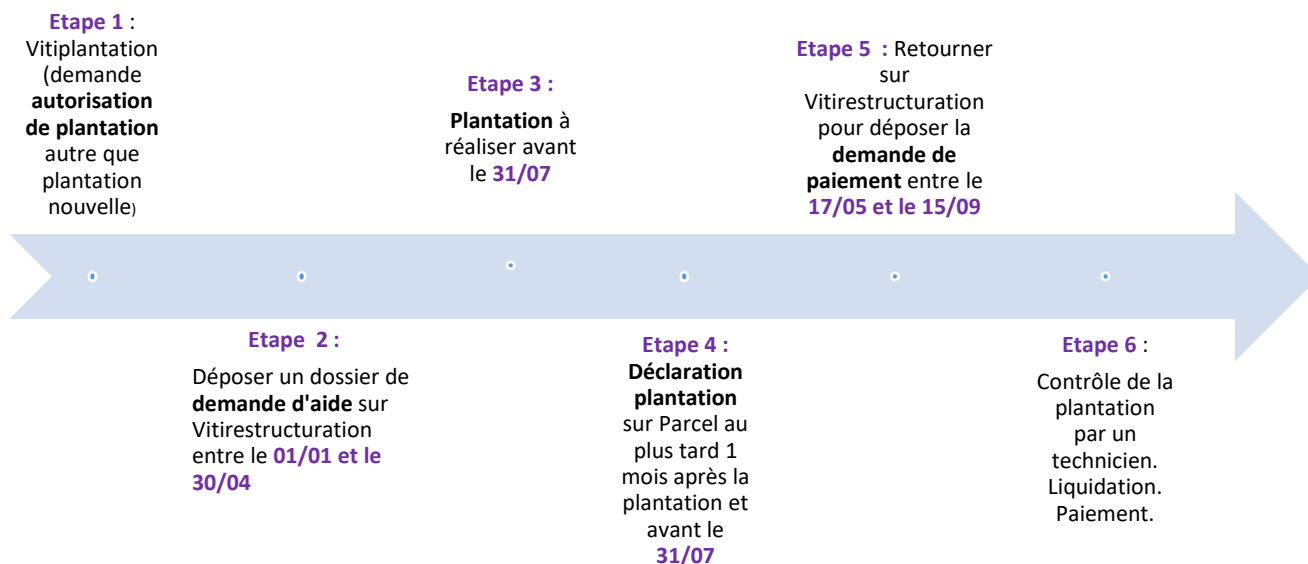 Etape 1 :
Vitiplantation
(demande
autorisation
de plantation
autre que
plantation
nouvelle)
Etape 2 :
Déposer un dossier de
demande d'aide sur
Vitirestructuration
entre le 01/01 et le
30/04
Etape 3 :
Plantation à
réaliser avant
le 31/07
Etape 4 :
Déclaration
plantation
sur Parcel au
plus tard 1
mois après la
plantation et
avant le
31/07
Etape 5 : Retourner
sur
Vitirestructuration
pour déposer la
demande de
paiement entre le
17/05 et le 15/09
Etape 6 :
Contrôle de la
plantation
par un
technicien.
Liquidation.
Paiement.